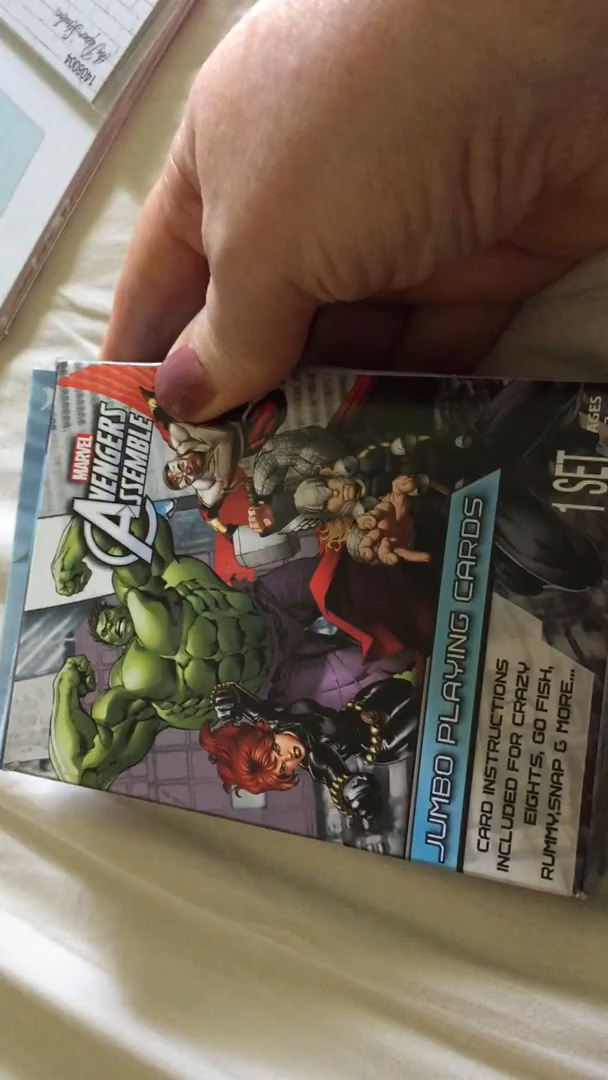 MARVEL
AVENGERS
ASSEMBLE
JUMBO PLAYING CARDS
CARD INSTRUCTIONS
INCLUDED FOR CRAZY
EIGHTS, GO FISH,
RUMMY,SNAP & MORE...
1 SET
AGES
1408004